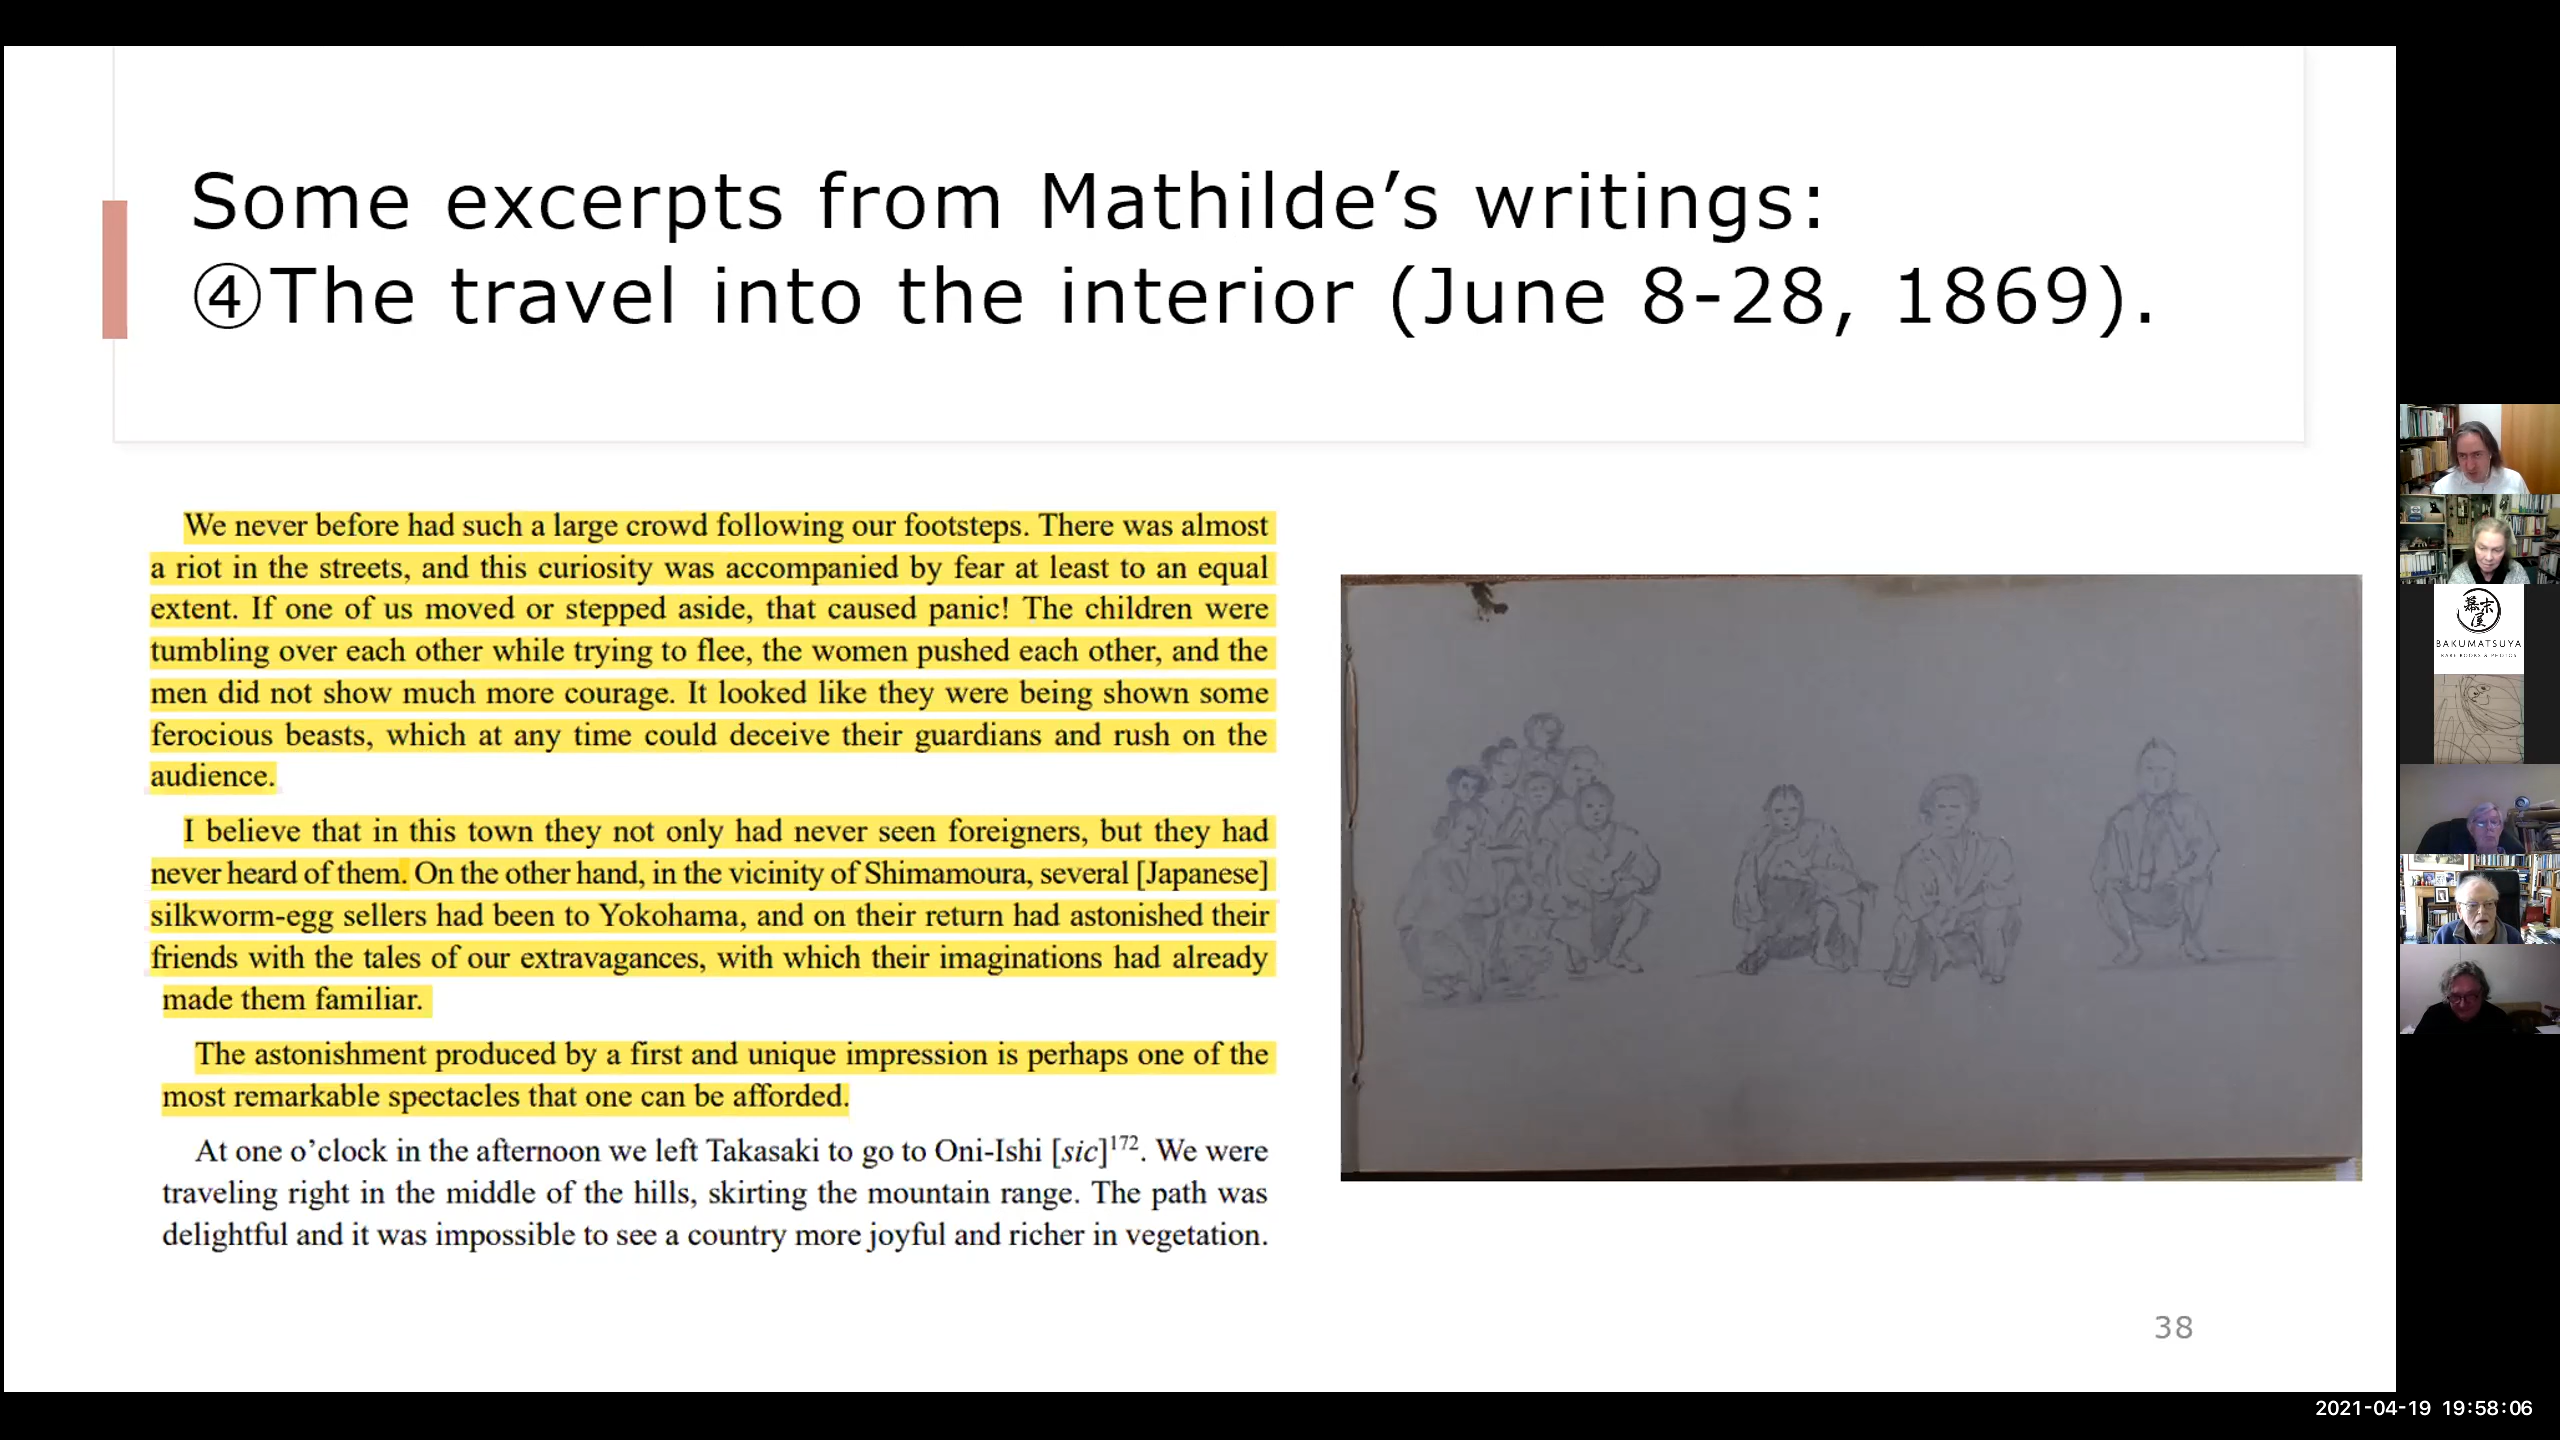 Some excerpts from Mathilde’s writings:
④The travel into the interior (June 8-28, 1869).
We never before had such a large crowd following our footsteps. There was almost
a riot in the streets, and this curiosity was accompanied by fear at least to an equal
extent. If one of us moved or stepped aside, that caused panic! The children were
tumbling over each other while trying to flee, the women pushed each other, and the
men did not show much more courage. It looked like they were being shown some
ferocious beasts, which at any time could deceive their guardians and rush on the
audience.
I believe that in this town they not only had never seen foreigners, but they had
never heard of them. On the other hand, in the vicinity of Shimamoura, several [Japanese]
silkworm-egg sellers had been to Yokohama, and on their return had astonished their
friends with the tales of our extravagances, with which their imaginations had already
made them familiar.
The astonishment produced by a first and unique impression is perhaps one of the
most remarkable spectacles that one can be afforded.
At one o’clock in the afternoon we left Takasaki to go to Oni-Ishi [sic]172. We were
traveling right in the middle of the hills, skirting the mountain range. The path was
delightful and it was impossible to see a country more joyful and richer in vegetation.
38
幕末
屋
BAKUMATSUYA
RARE BOOKS & PHOTOS
2021-04-19 19:58:06